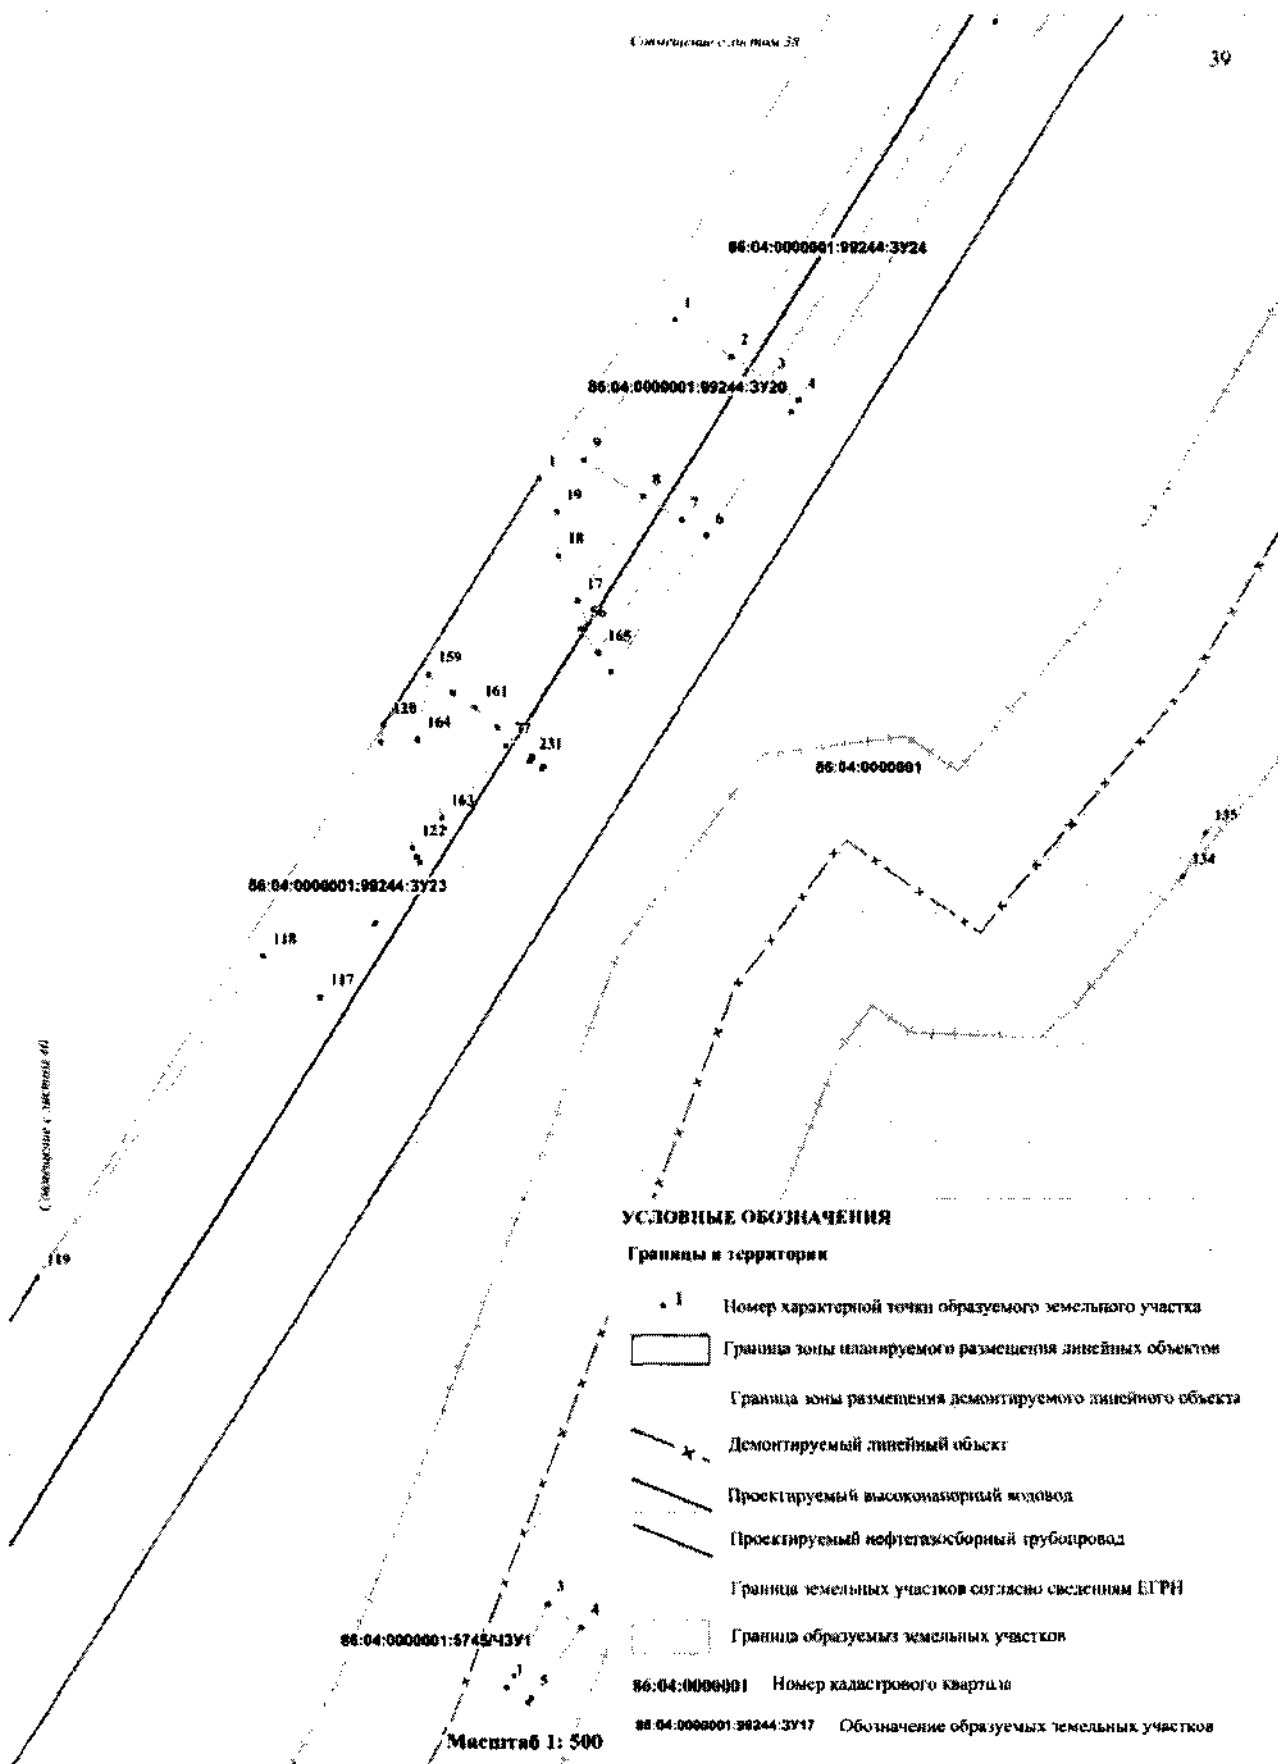 Совмещение с листом 38
39
86:04:0000001:99244:ЗУ24
1
2
3
86:04:0000001:99244:ЗУ20
4
9
1
8
19
7
6
18
17
56
165
159
161
120
164
77
231
86:04:0000001
163
135
122
134
86:04:0000001:99244:ЗУ23
118
117
Совмещение с листом 40
119
УСЛОВНЫЕ ОБОЗНАЧЕНИЯ
Границы и территории
1 Номер характерной точки образуемого земельного участка
Граница зоны планируемого размещения линейных объектов
Граница зоны размещения демонтируемого линейного объекта
Демонтируемый линейный объект
Проектируемый высоконапорный водовод
Проектируемый нефтегазосборный трубопровод
Граница земельных участков согласно сведениям ЕГРН
3
4
86:04:0000001:5745/ЧЗУ1
Граница образуемыз земельных участков
1
5
86:04:0000001 Номер кадастрового квартала
86:04:0000001:99244:ЗУ17 Обозначение образуемых земельных участков
Масштаб 1: 500